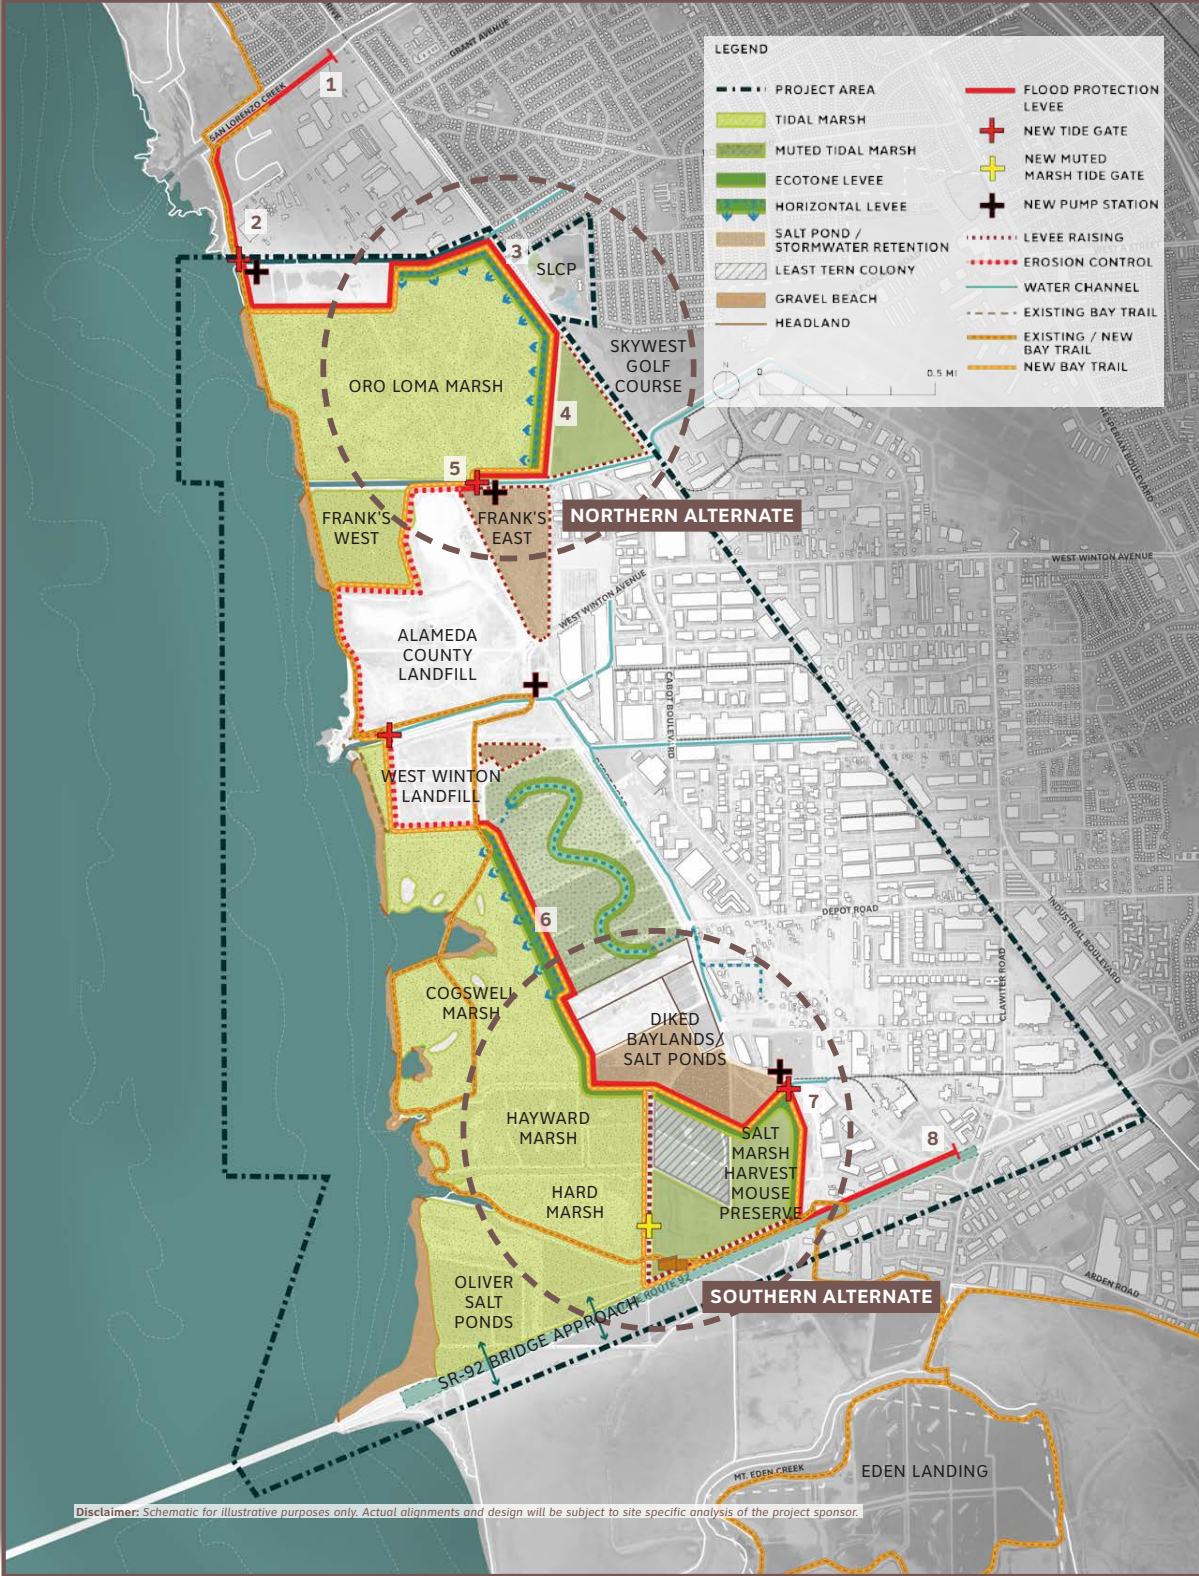 GRANT AVENUE
1
SAN LORENZO CREEK
LEGEND
PROJECT AREA
TIDAL MARSH
MUTED TIDAL MARSH
ECOTONE LEVEE
HORIZONTAL LEVEE
SALT POND /
STORMWATER RETENTION
LEAST TERN COLONY
GRAVEL BEACH
HEADLAND
FLOOD PROTECTION
LEVEE
NEW TIDE GATE
NEW MUTED
MARSH TIDE GATE
NEW PUMP STATION
LEVEE RAISING
EROSION CONTROL
WATER CHANNEL
EXISTING BAY TRAIL
EXISTING / NEW
BAY TRAIL
NEW BAY TRAIL
N
0
0.5 MI
2
3
SLCP
SKYWEST
GOLF
COURSE
ORO LOMA MARSH
4
HESPERIAN BOULEVARD
5
FRANK'S
WEST
FRANK'S
EAST
NORTHERN ALTERNATE
WEST WINTON AVENUE
WEST WINTON AVENUE
ALAMEDA
COUNTY
LANDFILL
CABOT BOULEVARD
WEST WINTON
LANDFILL
6
DEPOT ROAD
INDUSTRIAL BOULEVARD
CLAWITER ROAD
COGSWELL
MARSH
DIKED
BAYLANDS/
SALT PONDS
7
HAYWARD
MARSH
SALT
MARSH
HARVEST
MOUSE
PRESERVE
8
HARD
MARSH
OLIVER
SALT
PONDS
ROUTE 92
SOUTHERN ALTERNATE
ARDEN ROAD
SR-92 BRIDGE APPROACH
MT. EDEN CREEK
EDEN LANDING
Disclaimer: Schematic for illustrative purposes only. Actual alignments and design will be subject to site specific analysis of the project sponsor.